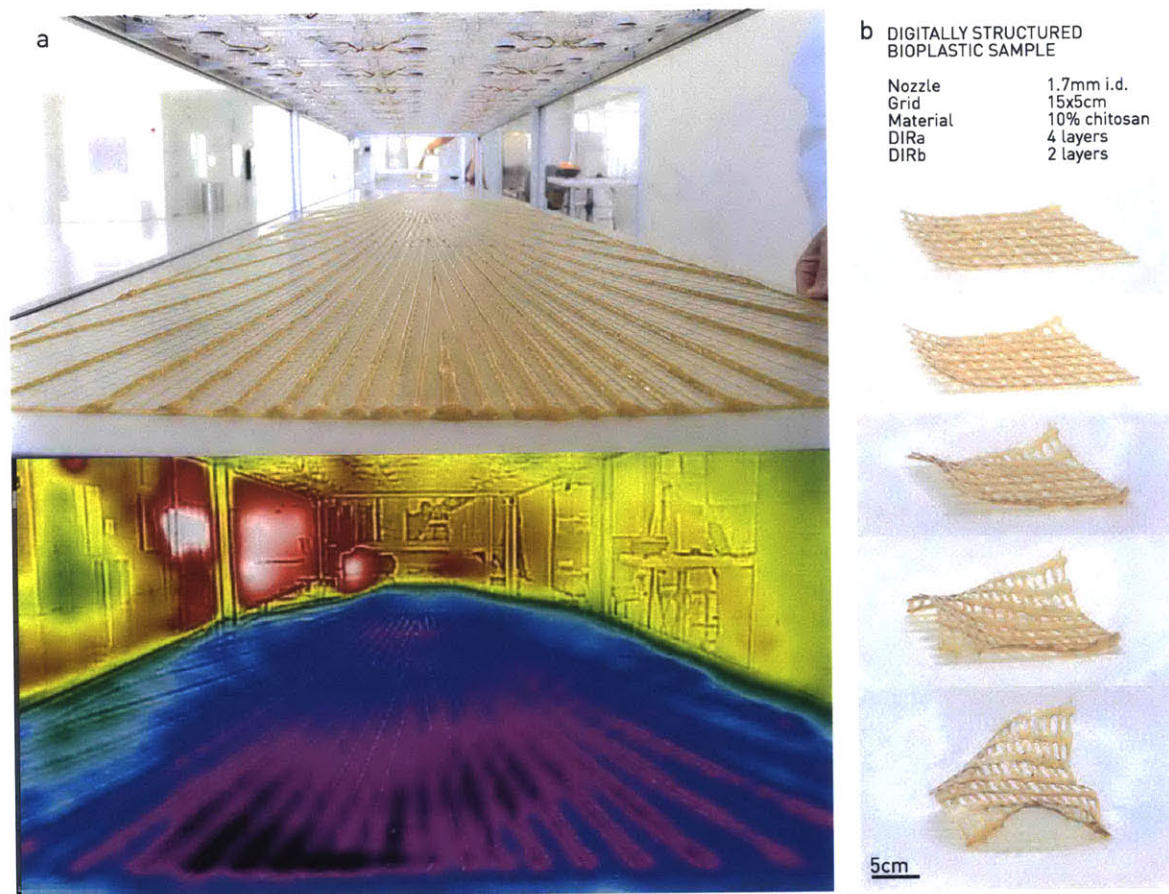 a
b DIGITALLY STRUCTURED
BIOPLASTIC SAMPLE
Nozzle 1.7mm i.d.
Grid 15x5cm
Material 10% chitosan
DIRa 4 layers
DIRb 2 layers
5cm